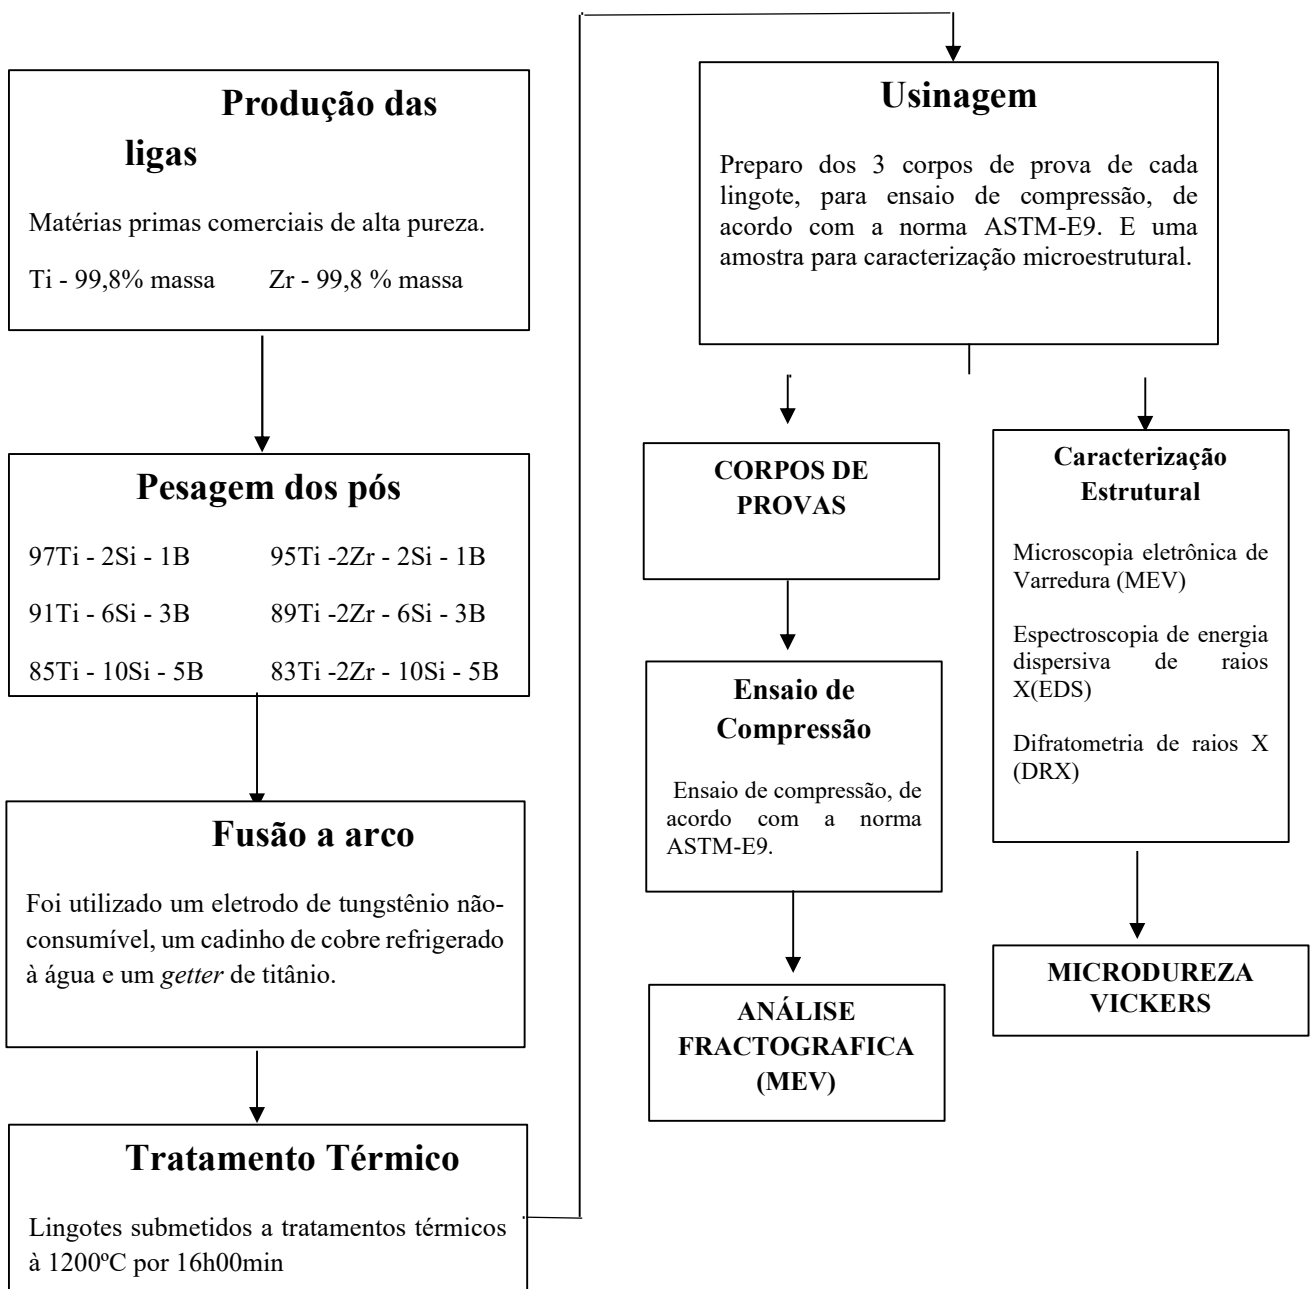 Produção das
ligas
Matérias primas comerciais de alta pureza.
Ti - 99,8% massa Zr - 99,8 % massa
Pesagem dos pós
97Ti - 2Si - 1B 95Ti -2Zr - 2Si - 1B
91Ti - 6Si - 3B 89Ti -2Zr - 6Si - 3B
85Ti - 10Si - 5B 83Ti -2Zr - 10Si - 5B
Fusão a arco
Foi utilizado um eletrodo de tungstênio não-
consumível, um cadinho de cobre refrigerado
à água e um getter de titânio.
Tratamento Térmico
Lingotes submetidos a tratamentos térmicos
à 1200ºC por 16h00min
Usinagem
Preparo dos 3 corpos de prova de cada
lingote, para ensaio de compressão, de
acordo com a norma ASTM-E9. E uma
amostra para caracterização microestrutural.
CORPOS DE
PROVAS
Ensaio de
Compressão
Ensaio de compressão, de
acordo com a norma
ASTM-E9.
ANÁLISE
FRACTOGRAFICA
(MEV)
Caracterização
Estrutural
Microscopia eletrônica de
Varredura (MEV)
Espectroscopia de energia
dispersiva de raios
X(EDS)
Difratometria de raios X
(DRX)
MICRODUREZA
VICKERS